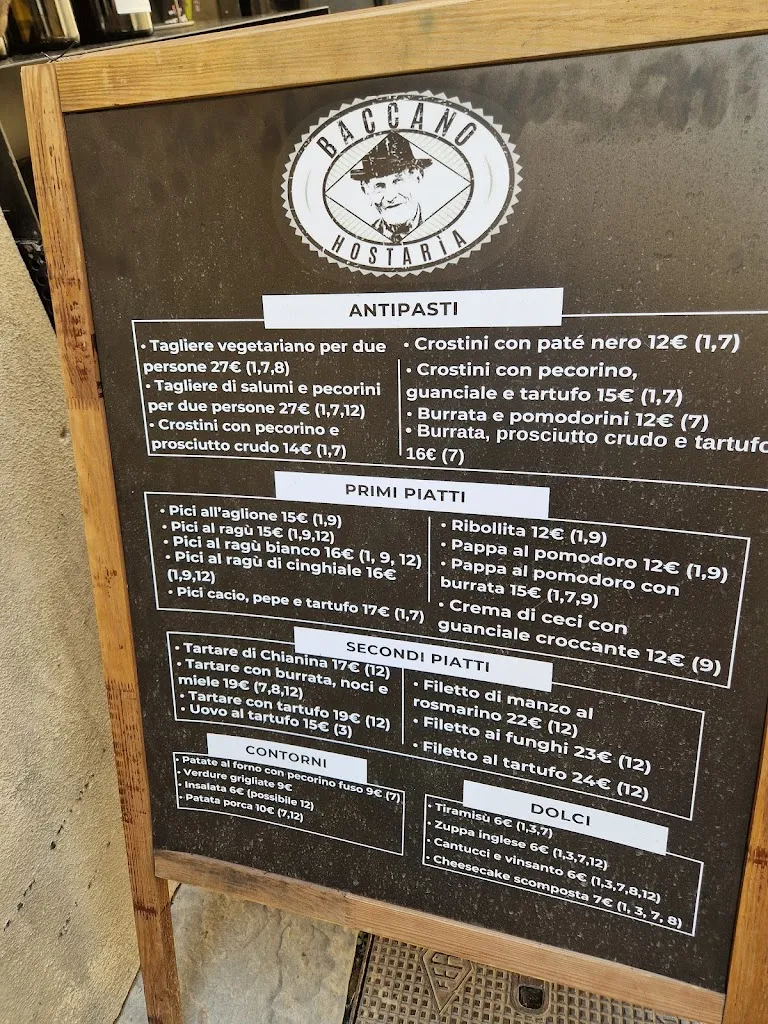 BACCANO
HOSTARÌA
ANTIPASTI
• Tagliere vegetariano per due
persone 27€ (1,7,8)
• Tagliere di salumi e pecorini
per due persone 27€ (1,7,12)
• Crostini con pecorino e
prosciutto crudo 14€ (1,7)
• Crostini con paté nero 12€ (1,7)
• Crostini con pecorino,
guanciale e tartufo 15€ (1,7)
• Burrata e pomodorini 12€ (7)
• Burrata, prosciutto crudo e tartufo
16€ (7)
PRIMI PIATTI
• Pici all'aglione 15€ (1,9)
• Pici al ragù 15€ (1,9,12)
• Pici al ragù bianco 16€ (1, 9, 12)
• Pici al ragù di cinghiale 16€
(1,9,12)
• Pici cacio, pepe e tartufo 17€ (1,7)
• Ribollita 12€ (1,9)
• Pappa al pomodoro 12€ (1,9)
• Pappa al pomodoro con
burrata 15€ (1,7,9)
• Crema di ceci con
guanciale croccante 12€ (9)
SECONDI PIATTI
• Tartare di Chianina 17€ (12)
• Tartare con burrata, noci e
miele 19€ (7,8,12)
• Tartare con tartufo 19€ (12)
• Uovo al tartufo 15€ (3)
• Filetto di manzo al
rosmarino 22€ (12)
• Filetto ai funghi 23€ (12)
• Filetto al tartufo 24€ (12)
CONTORNI
• Patate al forno con pecorino fuso 9€ (7)
• Verdure grigliate 9€
• Insalata 6€ (possibile 12)
• Patata porca 10€ (7,12)
DOLCI
• Tiramisù 6€ (1,3,7)
• Zuppa inglese 6€ (1,3,7,12)
• Cantucci e vinsanto 6€ (1,3,7,8,12)
• Cheesecake scomposta 7€ (1, 3, 7, 8)